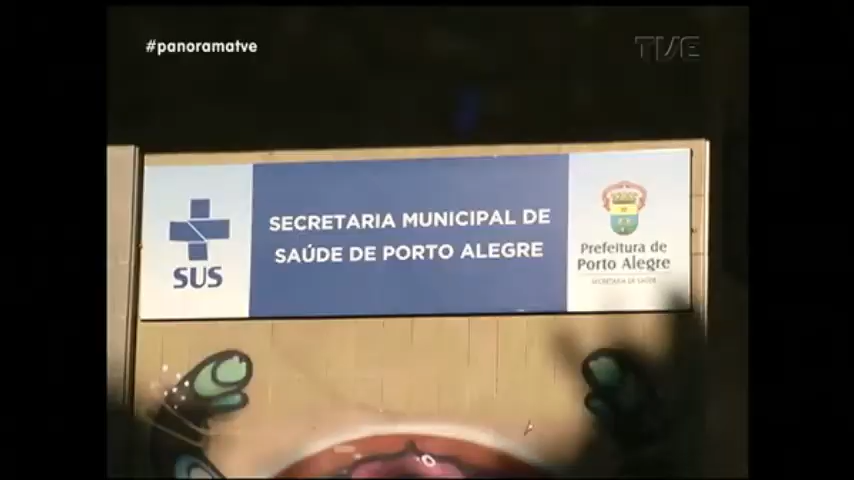 #panoramatve
TVE
SUS
SECRETARIA MUNICIPAL DE
SAÚDE DE PORTO ALEGRE
Prefeitura de
Porto Alegre
SECRETARIA DE SAÚDE